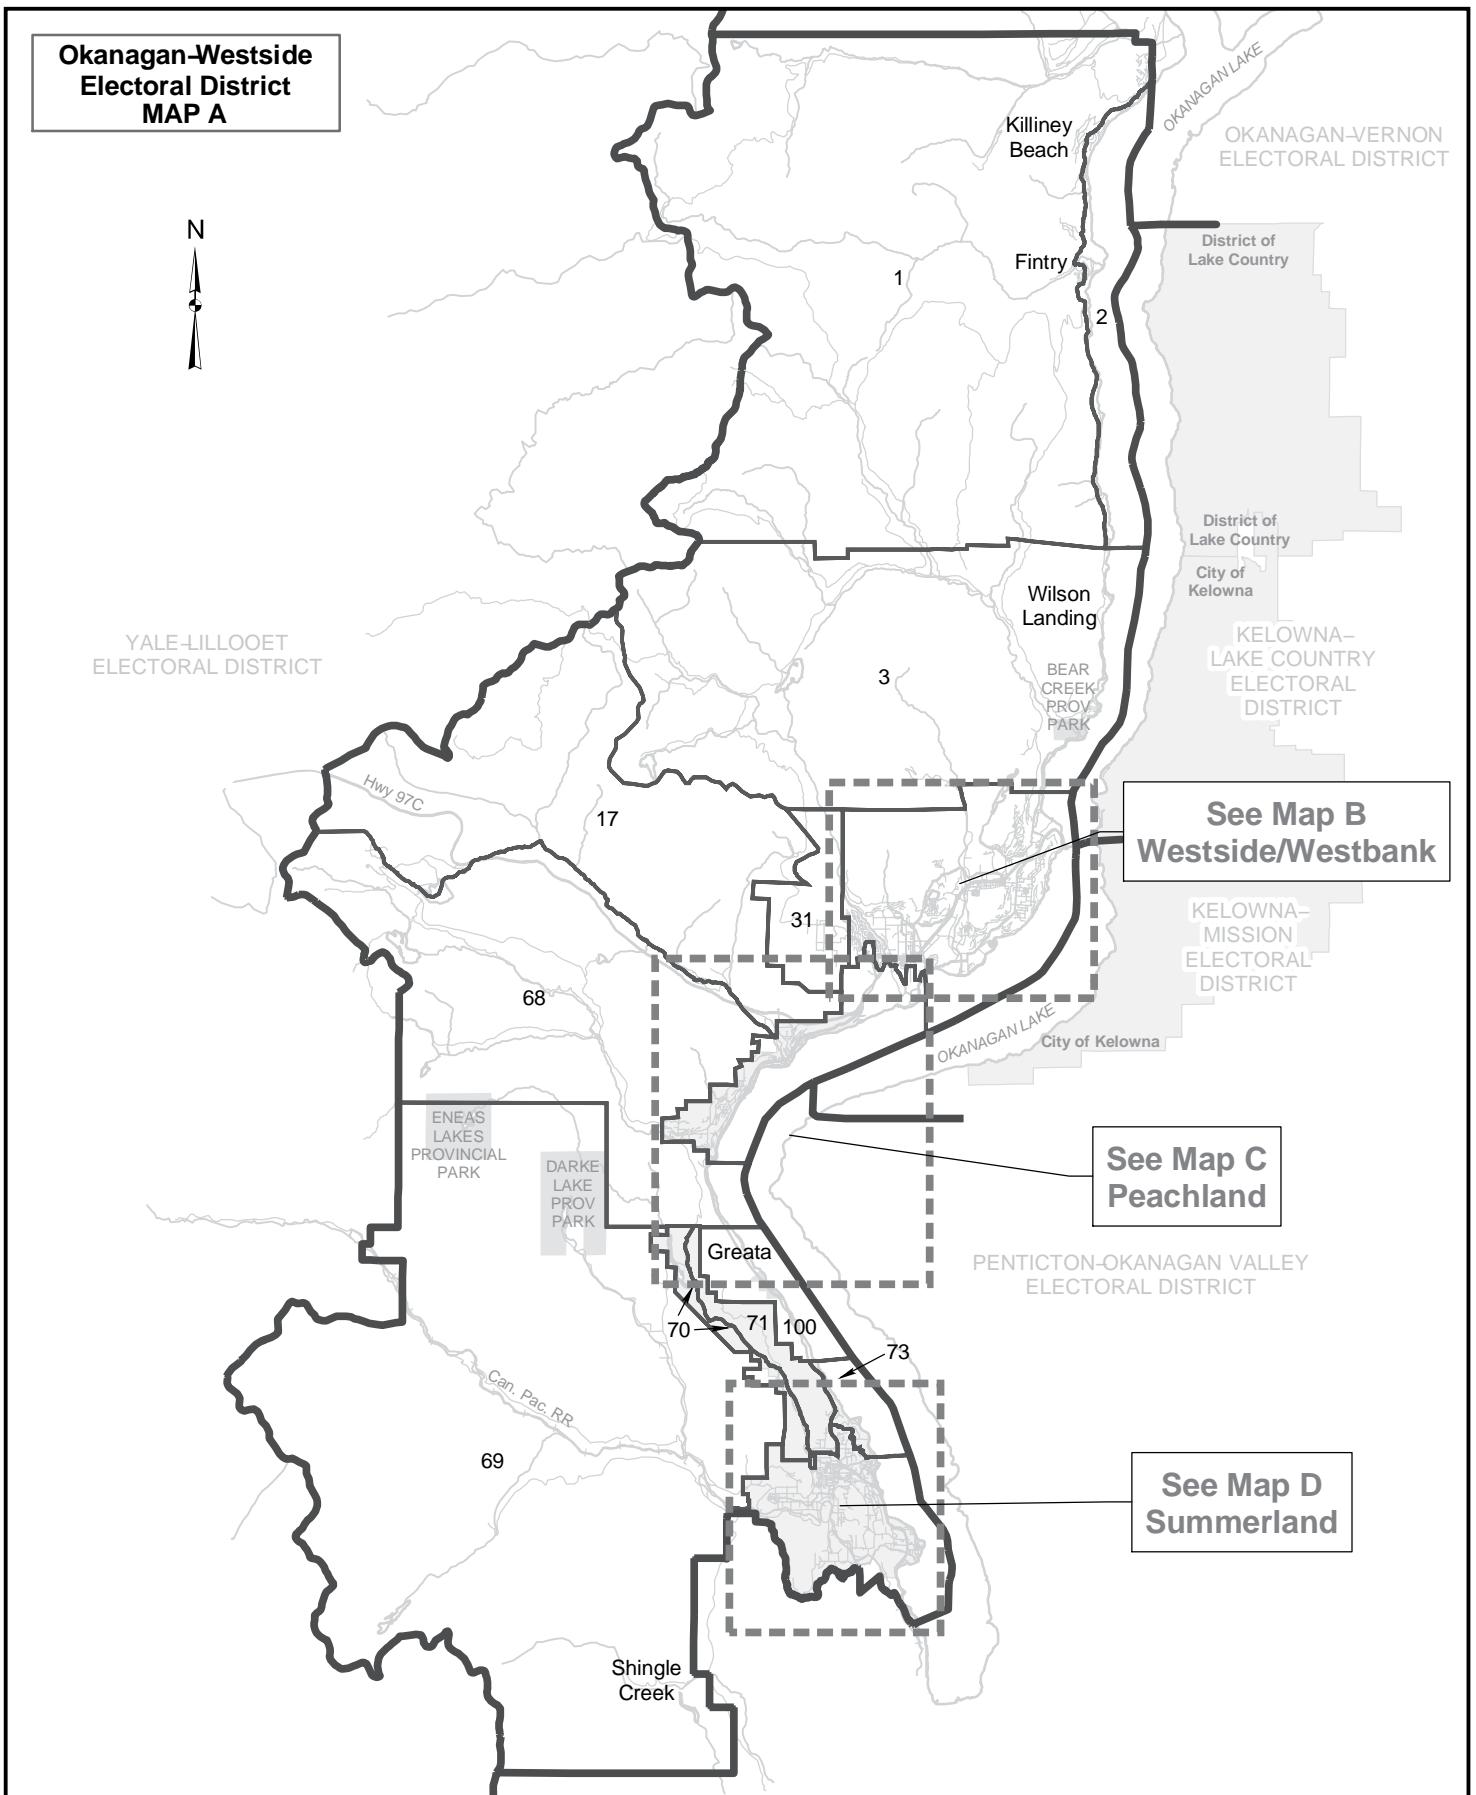 Okanagan–Westside
Electoral District
MAP A
N
Killiney
Beach
OKANAGAN LAKE
OKANAGAN–VERNON
ELECTORAL DISTRICT
District of
Lake Country
Fintry
1
2
District of
Lake Country
City of
Kelowna
Wilson
Landing
YALE–LILLOOET
ELECTORAL DISTRICT
KELOWNA–
LAKE COUNTRY
ELECTORAL
DISTRICT
3
BEAR
CREEK
PROV
PARK
Hwy 97C
17
See Map B
Westside/Westbank
31
KELOWNA–
MISSION
ELECTORAL
DISTRICT
68
OKANAGAN LAKE
City of Kelowna
ENEAS
LAKES
PROVINCIAL
PARK
DARKE
LAKE
PROV
PARK
See Map C
Peachland
Greata
PENTICTON–OKANAGAN VALLEY
ELECTORAL DISTRICT
70
71
100
73
Can. Pac. RR
69
See Map D
Summerland
Shingle
Creek